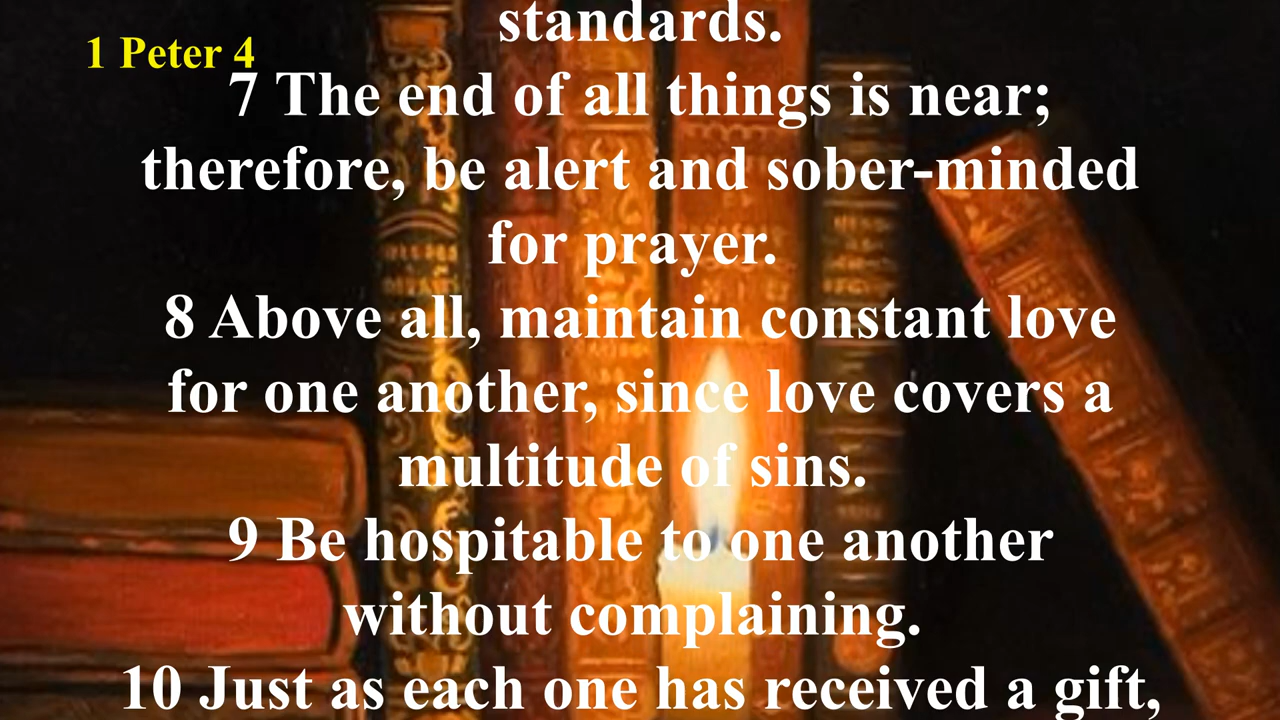 standards.
1 Peter 4
7 The end of all things is near;
therefore, be alert and sober-minded
for prayer.
8 Above all, maintain constant love
for one another, since love covers a
multitude of sins.
9 Be hospitable to one another
without complaining.
10 Just as each one has received a gift,